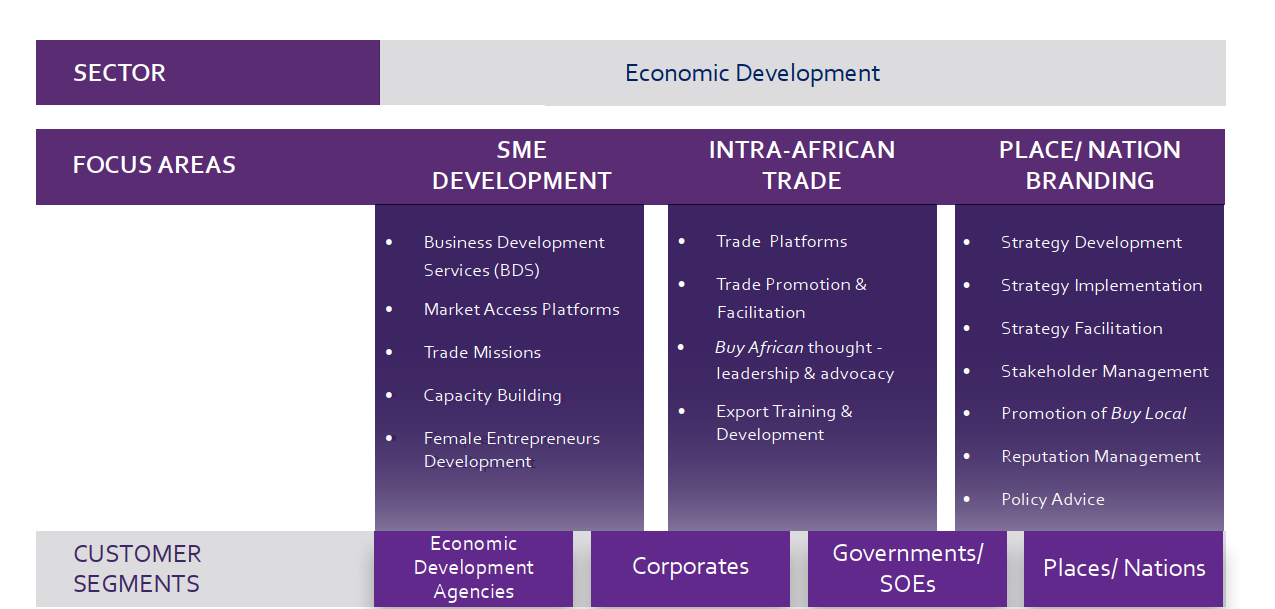 SECTOR
Economic Development
FOCUS AREAS
SME
DEVELOPMENT
INTRA-AFRICAN
TRADE
PLACE/ NATION
BRANDING
• Business Development
Services (BDS)
• Market Access Platforms
• Trade Missions
• Capacity Building
• Female Entrepreneurs
Development
• Trade Platforms
• Trade Promotion &
Facilitation
• Buy African thought -
leadership & advocacy
• Export Training &
Development
• Strategy Development
• Strategy Implementation
• Strategy Facilitation
• Stakeholder Management
• Promotion of Buy Local
• Reputation Management
• Policy Advice
CUSTOMER
SEGMENTS
Economic
Development
Agencies
Corporates
Governments/
SOEs
Places/ Nations